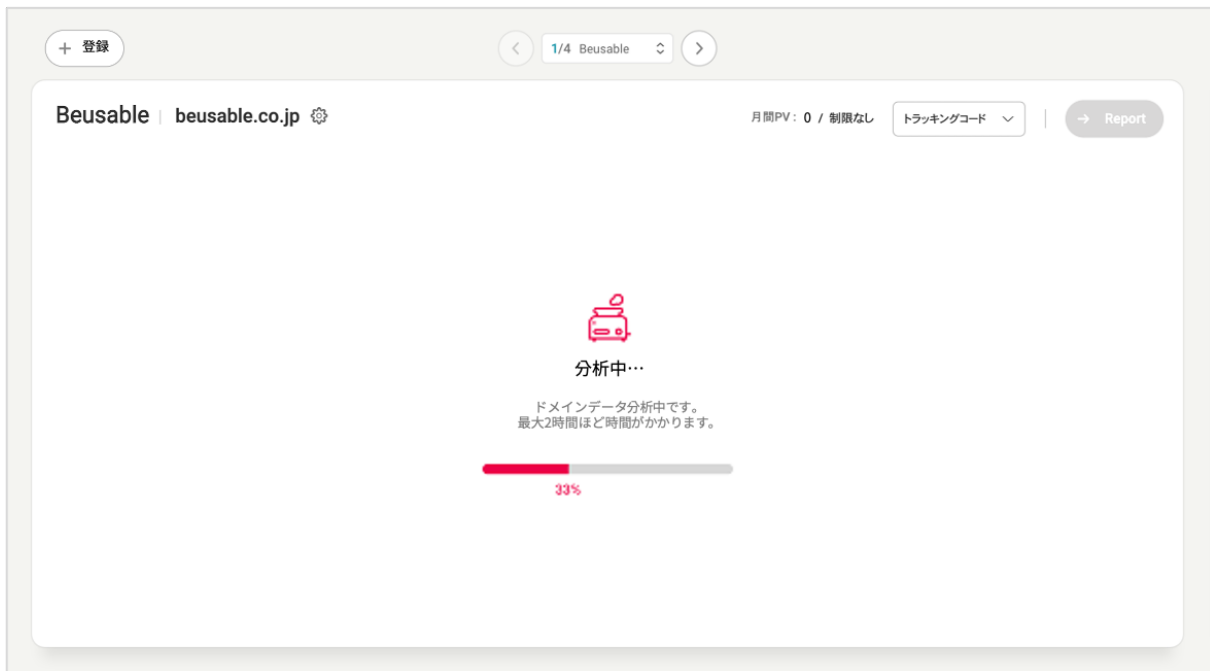 + 登録
1/4 Beusable
Beusable | beusable.co.jp
月間PV : 0 / 制限なし
トラッキングコード
→ Report
分析中…
ドメインデータ分析中です。
最大2時間ほど時間がかかります。
33%